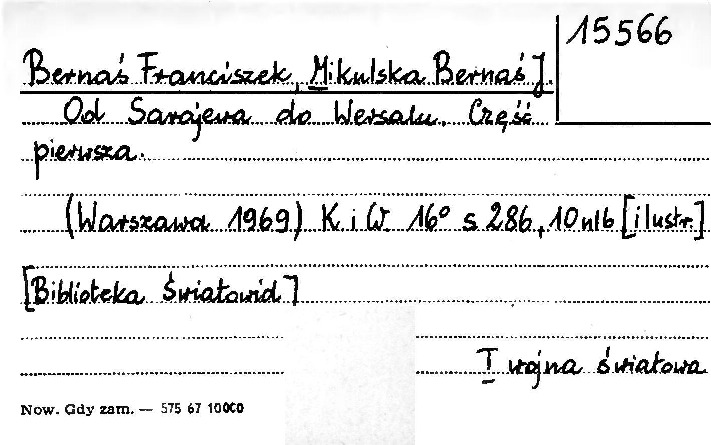 15566
Bernaś Franciszek, Mikulska Bernaś J.
Od Sarajewa do Wersalu. Część
pierwsza.
(Warszawa 1969) K i W 16° s 286, 10 nlb [ilustr.]
[Biblioteka Światowid]
I wojna światowa
Now. Gdy zam. — 575 67 10000